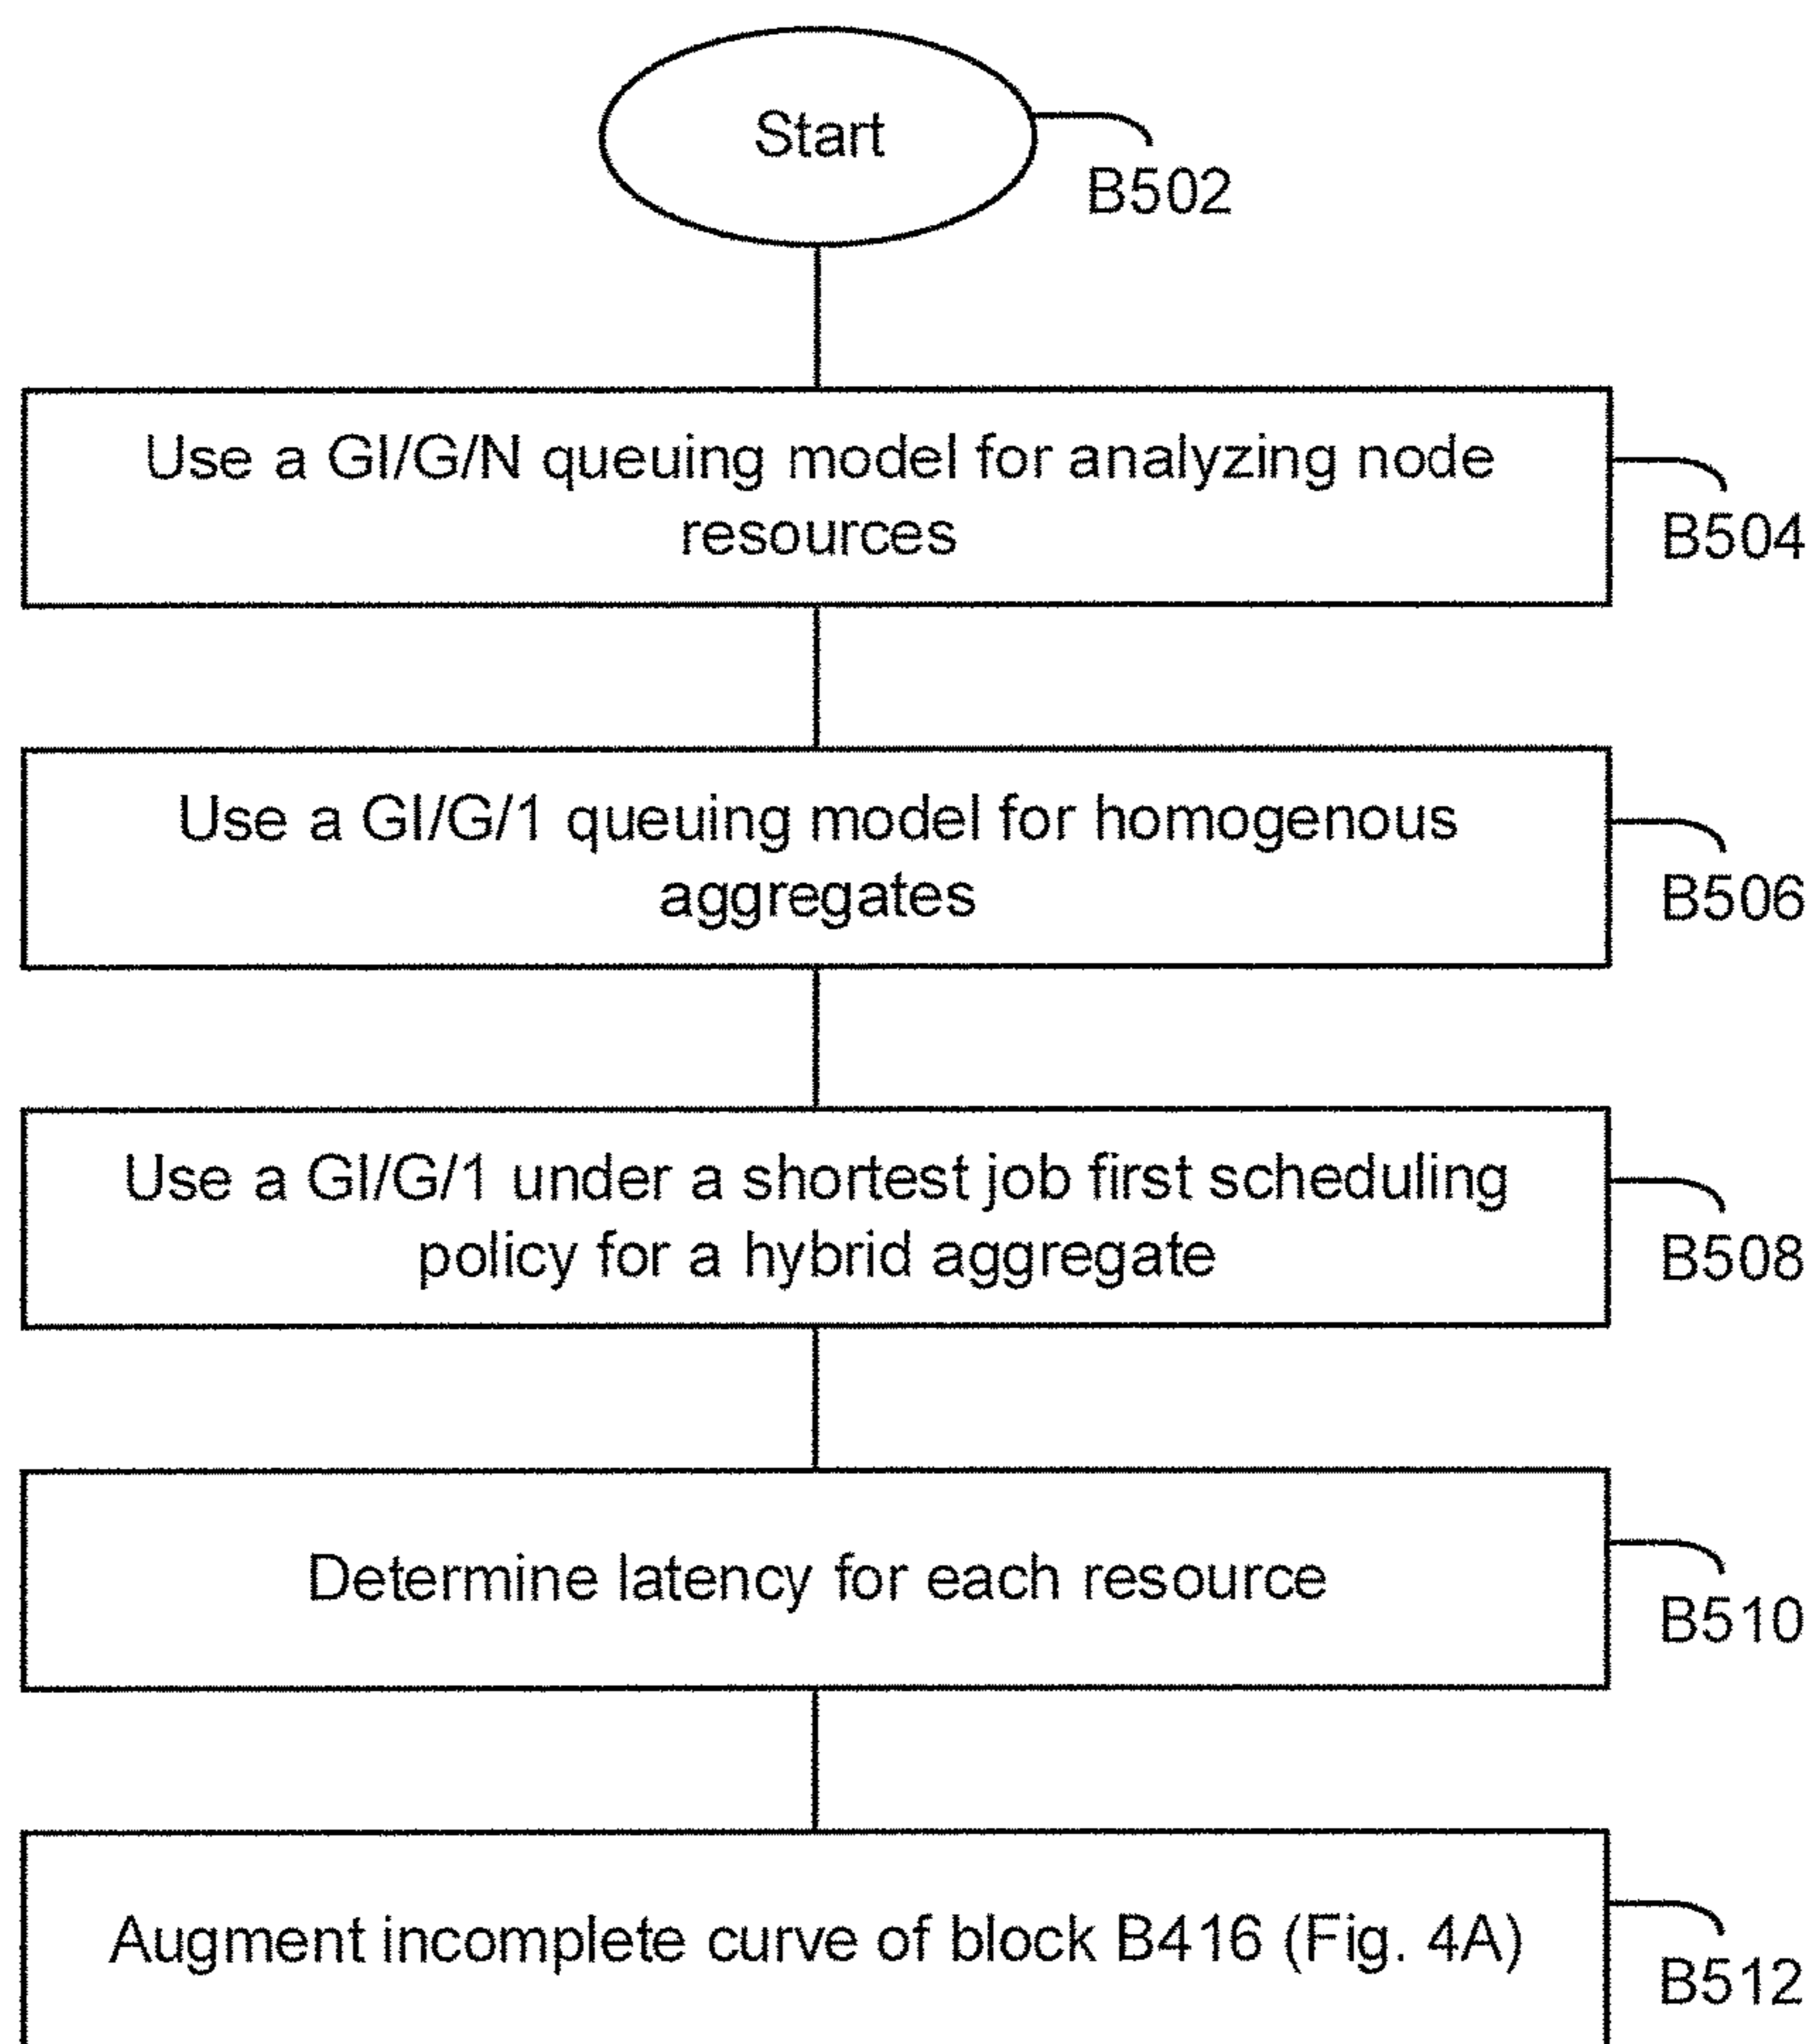 Start
B502
Use a GI/G/N queuing model for analyzing node
resources
B504
Use a GI/G/1 queuing model for homogenous
aggregates
B506
Use a GI/G/1 under a shortest job first scheduling
policy for a hybrid aggregate
B508
Determine latency for each resource
B510
Augment incomplete curve of block B416 (Fig. 4A)
B512